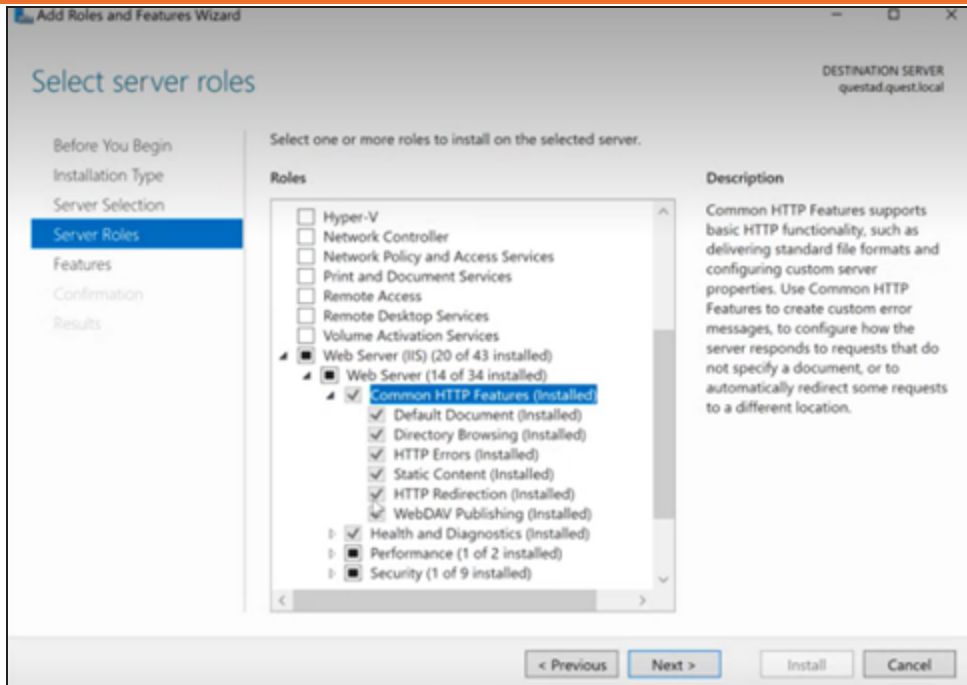 Add Roles and Features Wizard
Select server roles
DESTINATION SERVER
questad.quest.local
Before You Begin
Installation Type
Server Selection
Server Roles
Features
Confirmation
Results
Select one or more roles to install on the selected server.
Roles
Hyper-V
Network Controller
Network Policy and Access Services
Print and Document Services
Remote Access
Remote Desktop Services
Volume Activation Services
Web Server (IIS) (20 of 43 installed)
Web Server (14 of 34 installed)
Common HTTP Features (Installed)
Default Document (Installed)
Directory Browsing (Installed)
HTTP Errors (Installed)
Static Content (Installed)
HTTP Redirection (Installed)
WebDAV Publishing (Installed)
Health and Diagnostics (Installed)
Performance (1 of 2 installed)
Security (1 of 9 installed)
Description
Common HTTP Features supports
basic HTTP functionality, such as
delivering standard file formats and
configuring custom server
properties. Use Common HTTP
Features to create custom error
messages, to configure how the
server responds to requests that do
not specify a document, or to
automatically redirect some requests
to a different location.
< Previous
Next >
Install
Cancel